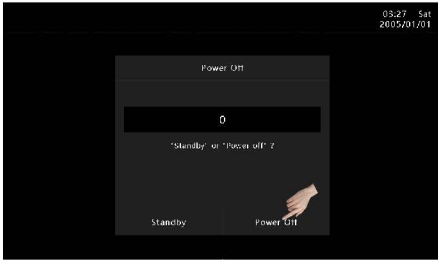 03:27 Sat
2005/01/01
Power Off
0
"Standby" or "Power off" ?
Standby
Power Off